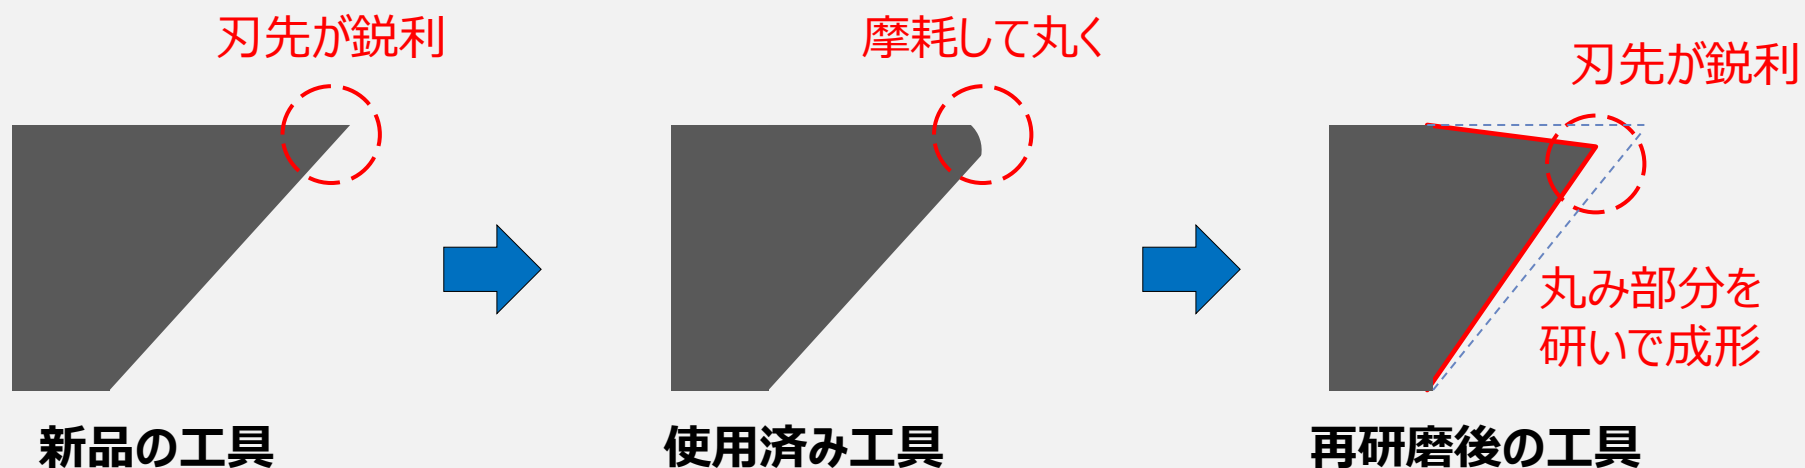 刃先が鋭利
摩耗して丸く
刃先が鋭利
丸み部分を
研いで成形
新品の工具
使用済み工具
再研磨後の工具